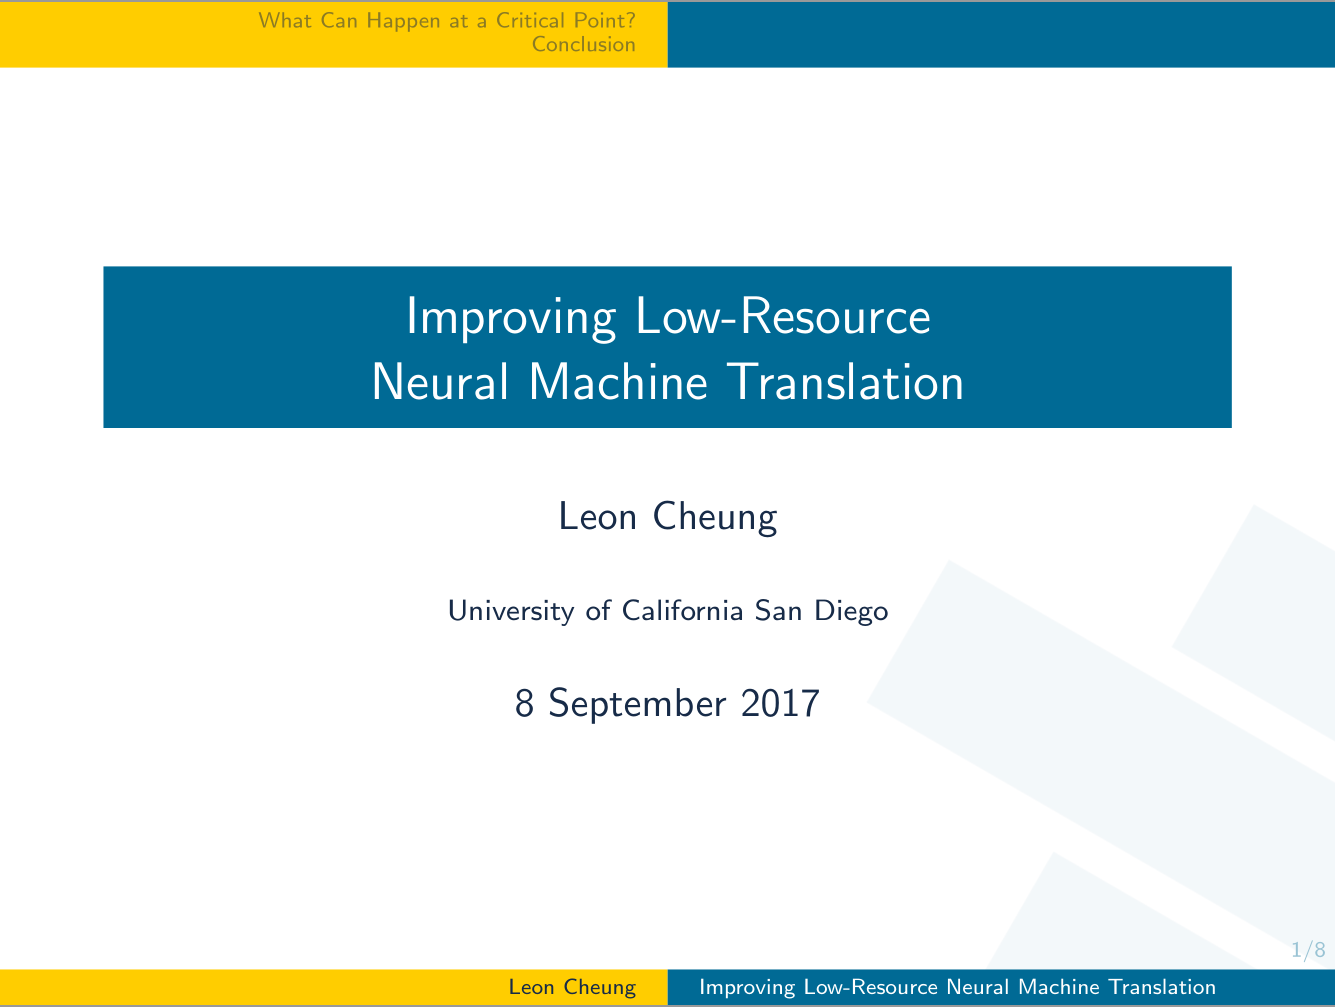 What Can Happen at a Critical Point?
Conclusion
Improving Low-Resource
Neural Machine Translation
Leon Cheung
University of California San Diego
8 September 2017
1/8
Leon Cheung
Improving Low-Resource Neural Machine Translation